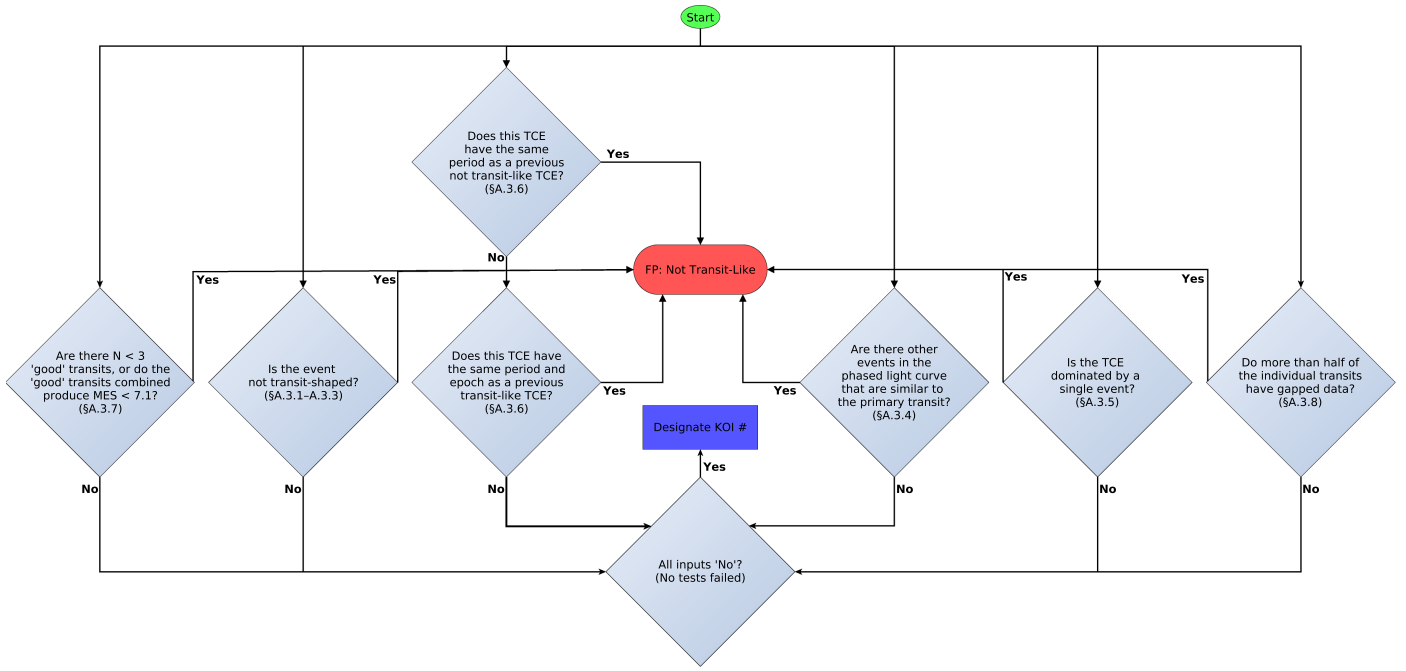 Start
Does this TCE
have the same
period as a previous
not transit-like TCE?
(§A.3.6)
Yes
No
FP: Not Transit-Like
Yes
Yes
Yes
Yes
Are there N < 3
'good' transits, or do the
'good' transits combined
produce MES < 7.1?
(§A.3.7)
Is the event
not transit-shaped?
(§A.3.1–A.3.3)
Does this TCE have
the same period and
epoch as a previous
transit-like TCE?
(§A.3.6)
Yes
Are there other
events in the
phased light curve
that are similar to
the primary transit?
(§A.3.4)
Yes
Is the TCE
dominated by a
single event?
(§A.3.5)
Do more than half of
the individual transits
have gapped data?
(§A.3.8)
Designate KOI #
Yes
No
No
No
No
No
No
All inputs 'No'?
(No tests failed)